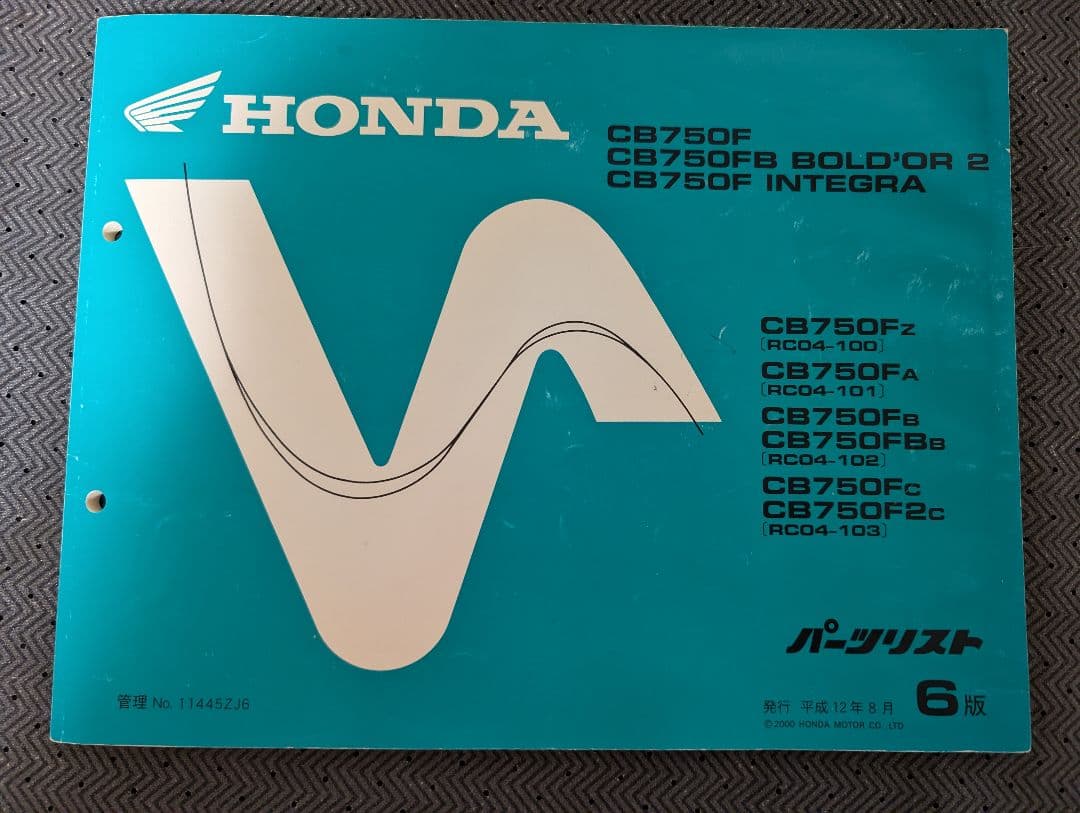 HONDA
CB750F
CB750FB BOLD'OR 2
CB750F INTEGRA
CB750Fz
[RC04-100]
CB750FA
[RC04-101]
CB750FB
CB750FBB
[RC04-102]
CB750Fc
CB750F2c
[RC04-103]
パーツリスト
管理 No. 11445ZJ6
発行 平成12年8月 6版
©2000 HONDA MOTOR CO., LTD